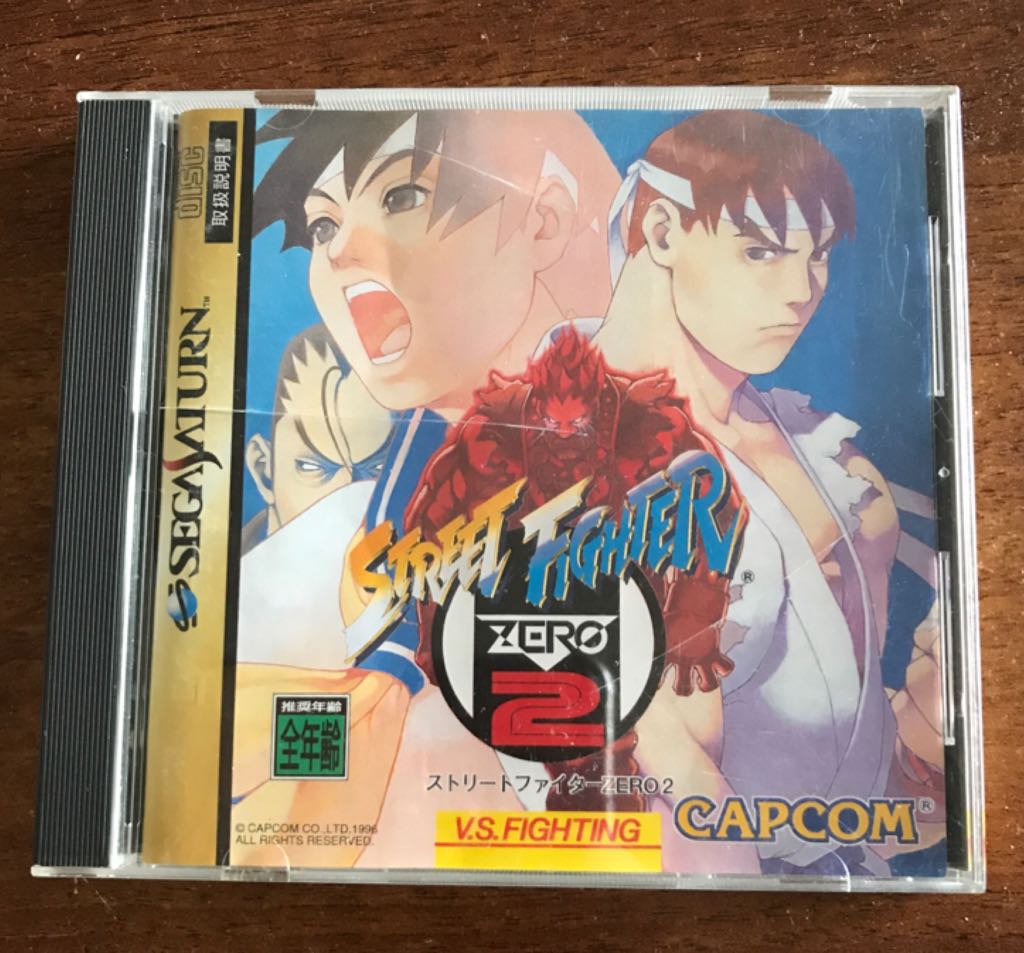 DISC
取扱説明書
SEGA SATURN™
STREET FIGHTER®
ZERO
2
推奨年齢
全年齢
ストリートファイターZERO2
© CAPCOM CO.,LTD.1996
ALL RIGHTS RESERVED.
V.S. FIGHTING
CAPCOM®